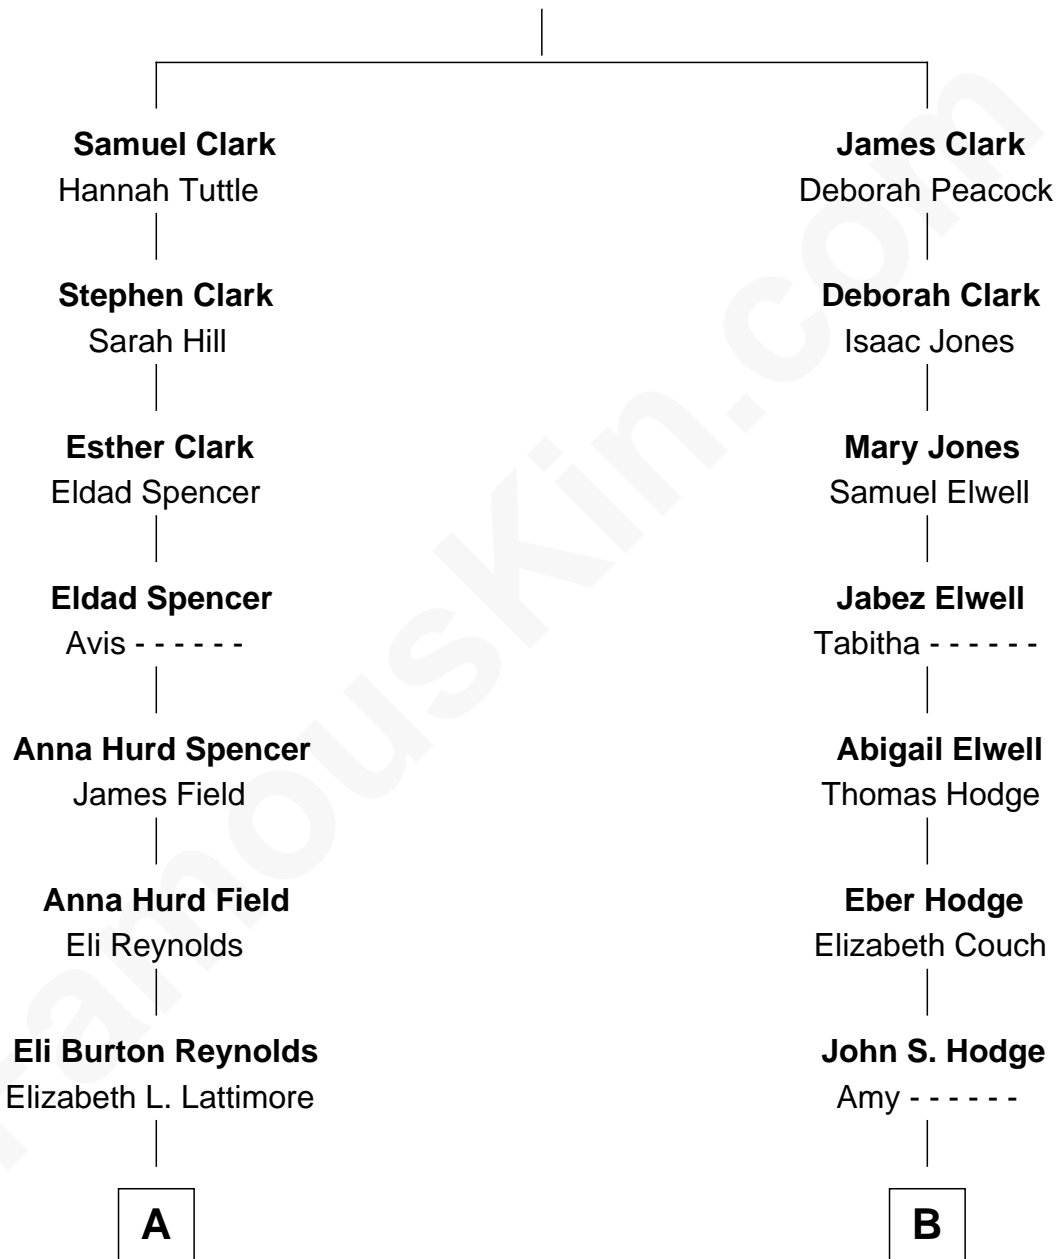 Samuel Clark
Hannah Tuttle
Stephen Clark
Sarah Hill
Esther Clark
Eldad Spencer
Eldad Spencer
Avis - - - - - -
Anna Hurd Spencer
James Field
Anna Hurd Field
Eli Reynolds
Eli Burton Reynolds
Elizabeth L. Lattimore
A
James Clark
Deborah Peacock
Deborah Clark
Isaac Jones
Mary Jones
Samuel Elwell
Jabez Elwell
Tabitha - - - - - -
Abigail Elwell
Thomas Hodge
Eber Hodge
Elizabeth Couch
John S. Hodge
Amy - - - - - -
B
FamousKin.com